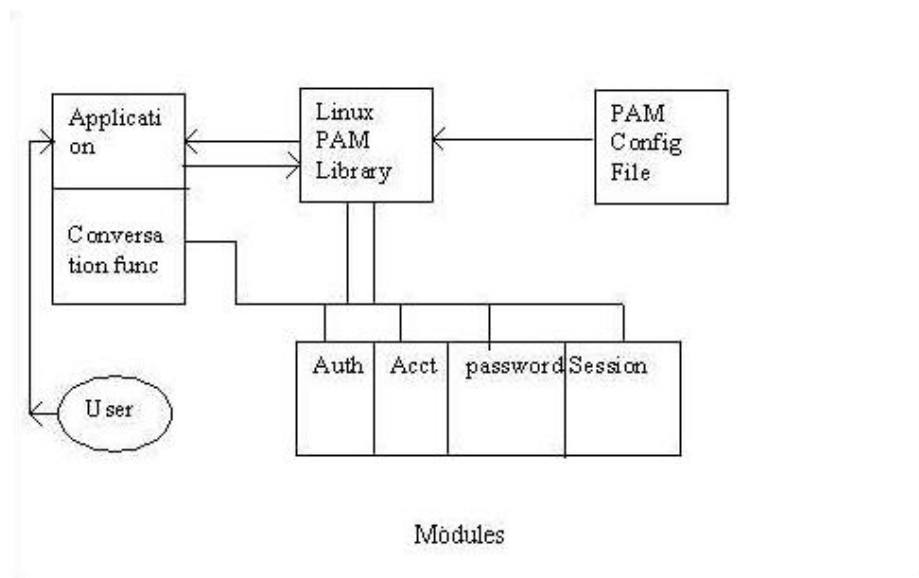 Applicati
on
Linux
PAM
Library
PAM
Config
File
Conversa
tion func
Auth
Acct
password
Session
User
Modules